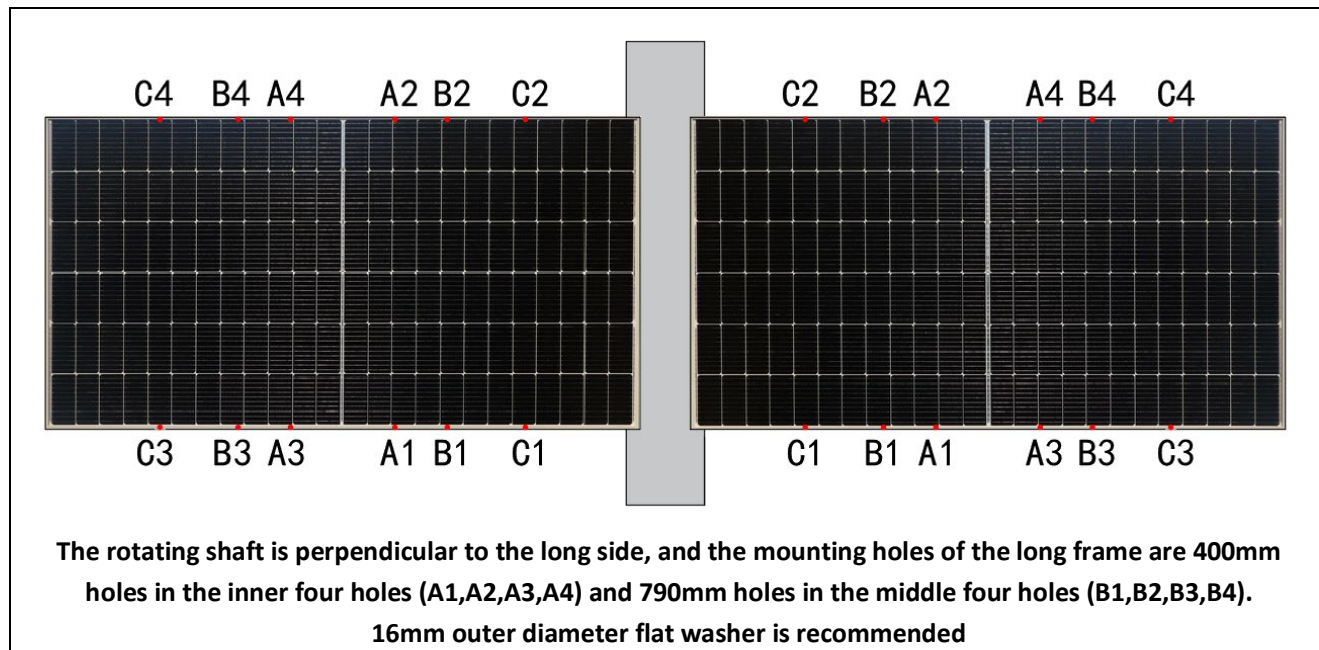 C4 B4 A4 A2 B2 C2 C2 B2 A2 A4 B4 C4
C3 B3 A3 A1 B1 C1 C1 B1 A1 A3 B3 C3
The rotating shaft is perpendicular to the long side, and the mounting holes of the long frame are 400mm
holes in the inner four holes (A1,A2,A3,A4) and 790mm holes in the middle four holes (B1,B2,B3,B4).
16mm outer diameter flat washer is recommended